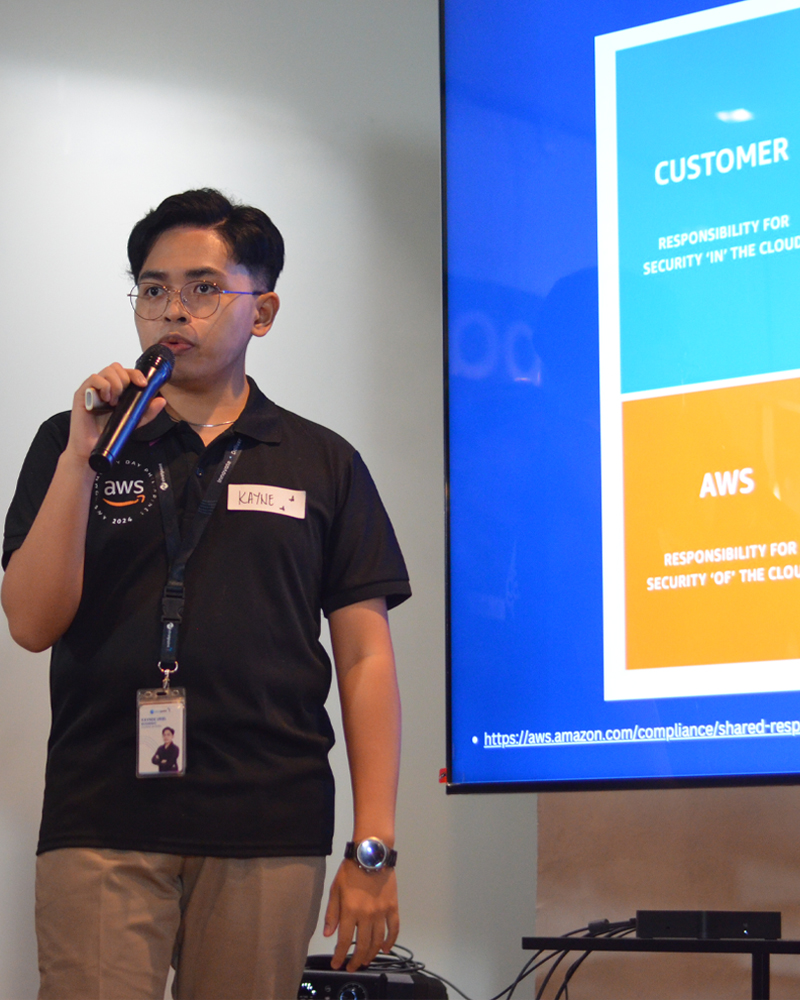 CUSTOMER
RESPONSIBILITY FOR
SECURITY ‘IN’ THE CLOUD
AWS
RESPONSIBILITY FOR
SECURITY ‘OF’ THE CLOU
https://aws.amazon.com/compliance/shared-resp
aws
2024
KAYNE